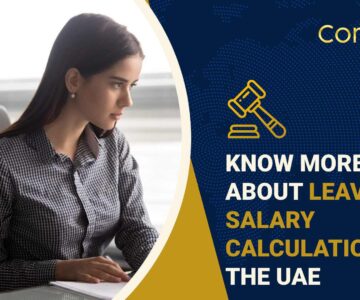 Con
KNOW MORE
ABOUT LEAV
SALARY
CALCULATIO
THE UAE